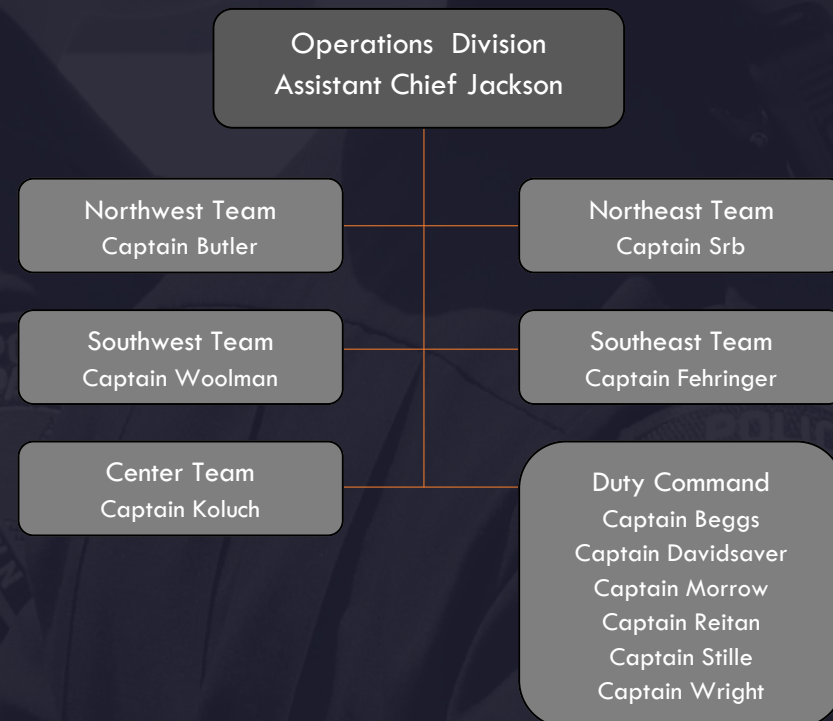 Operations Division
Assistant Chief Jackson
Northwest Team
Captain Butler
Northeast Team
Captain Srb
Southwest Team
Captain Woolman
Southeast Team
Captain Fehringer
Center Team
Captain Koluch
Duty Command
Captain Beggs
Captain Davidsaver
Captain Morrow
Captain Reitan
Captain Stille
Captain Wright